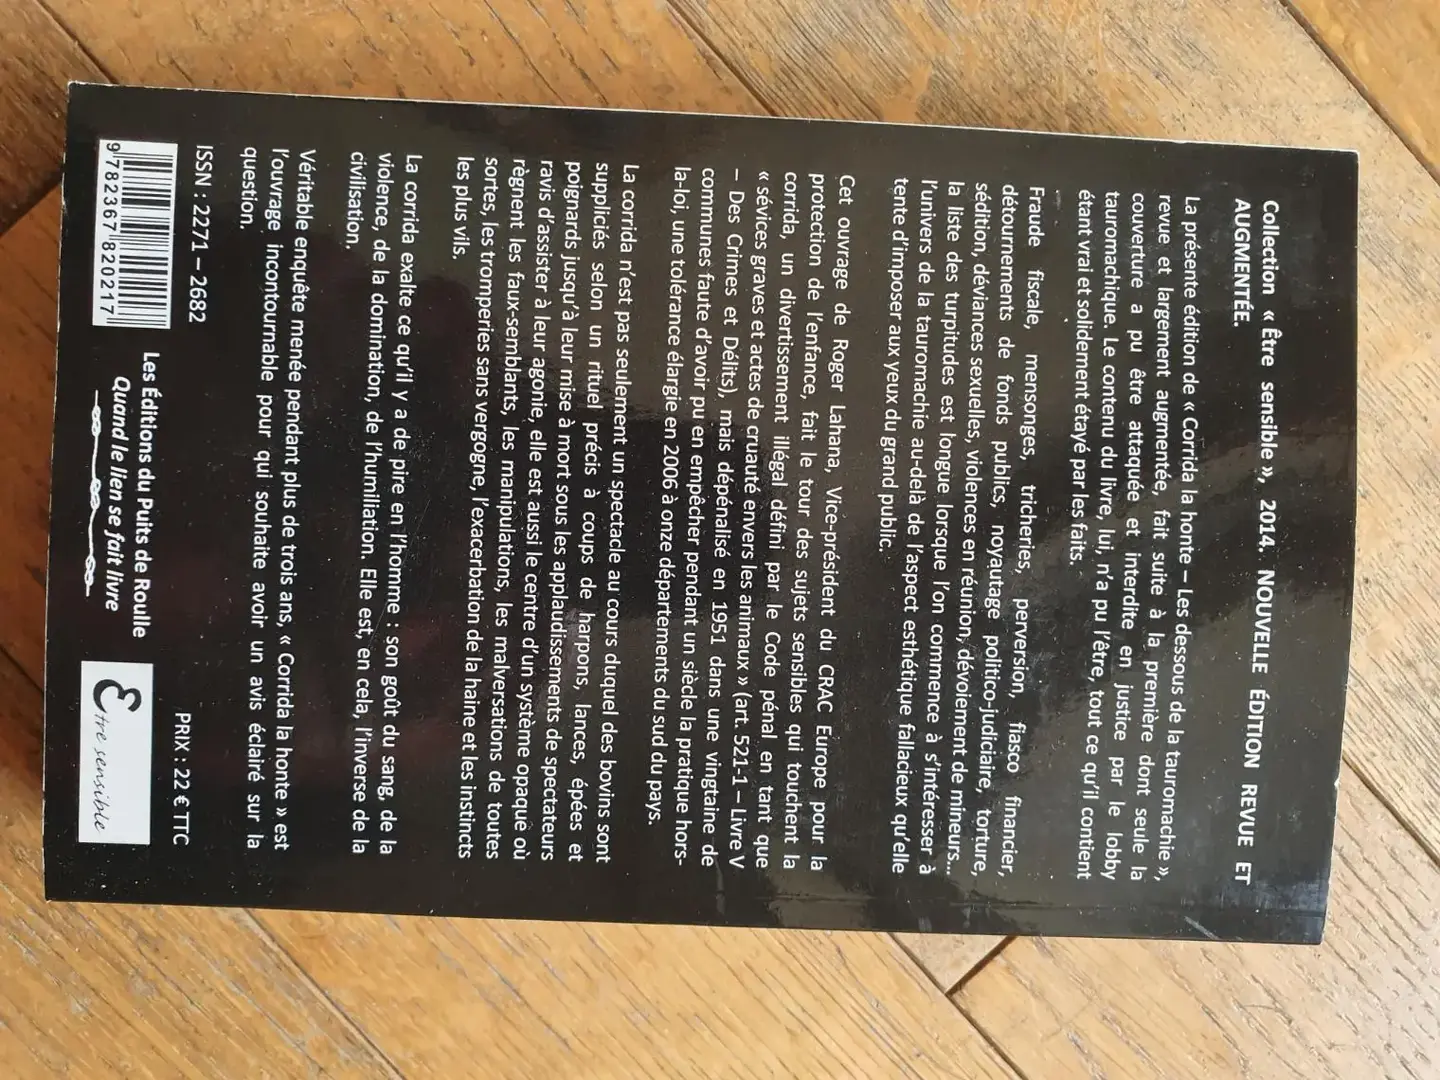 Collection « Être sensible », 2014. NOUVELLE ÉDITION REVUE ET
AUGMENTÉE.
La présente édition de « Corrida la honte – Les dessous de la tauromachie »,
revue et largement augmentée, fait suite à la première dont seule la
couverture a pu être attaquée et interdite en justice par le lobby
tauromachique. Le contenu du livre, lui, n'a pu l'être, tout ce qu'il contient
étant vrai et solidement étayé par les faits.
Fraude fiscale, mensonges, tricheries, perversion, fiasco financier,
détournements de fonds publics, noyautage politico-judiciaire, torture,
sédition, déviances sexuelles, violences en réunion, dévoiement de mineurs...
la liste des turpitudes est longue lorsque l'on commence à s'intéresser à
l'univers de la tauromachie au-delà de l'aspect esthétique fallacieux qu'elle
tente d'imposer aux yeux du grand public.
Cet ouvrage de Roger Lahana, Vice-président du CRAC Europe pour la
protection de l'enfance, fait le tour des sujets sensibles qui touchent la
corrida, un divertissement illégal défini par le Code pénal en tant que
« sévices graves et actes de cruauté envers les animaux » (art. 521-1 – Livre V
– Des Crimes et Délits), mais dépénalisé en 1951 dans une vingtaine de
communes faute d'avoir pu en empêcher pendant un siècle la pratique hors-
la-loi, une tolérance élargie en 2006 à onze départements du sud du pays.
La corrida n'est pas seulement un spectacle au cours duquel des bovins sont
suppliciés selon un rituel précis à coups de harpons, lances, épées et
poignards jusqu'à leur mise à mort sous les applaudissements de spectateurs
ravis d'assister à leur agonie, elle est aussi le centre d'un système opaque où
règnent les faux-semblants, les manipulations, les malversations de toutes
sortes, les tromperies sans vergogne, l'exacerbation de la haine et les instincts
les plus vils.
La corrida exalte ce qu'il y a de pire en l'homme : son goût du sang, de la
violence, de la domination, de l'humiliation. Elle est, en cela, l'inverse de la
civilisation.
Véritable enquête menée pendant plus de trois ans, « Corrida la honte » est
l'ouvrage incontournable pour qui souhaite avoir un avis éclairé sur la
question.
ISSN : 2271 – 2682
PRIX : 22 € TTC
9 782367 820217
Les Éditions du Puits de Roulle
Quand le lien se fait livre
Être sensible